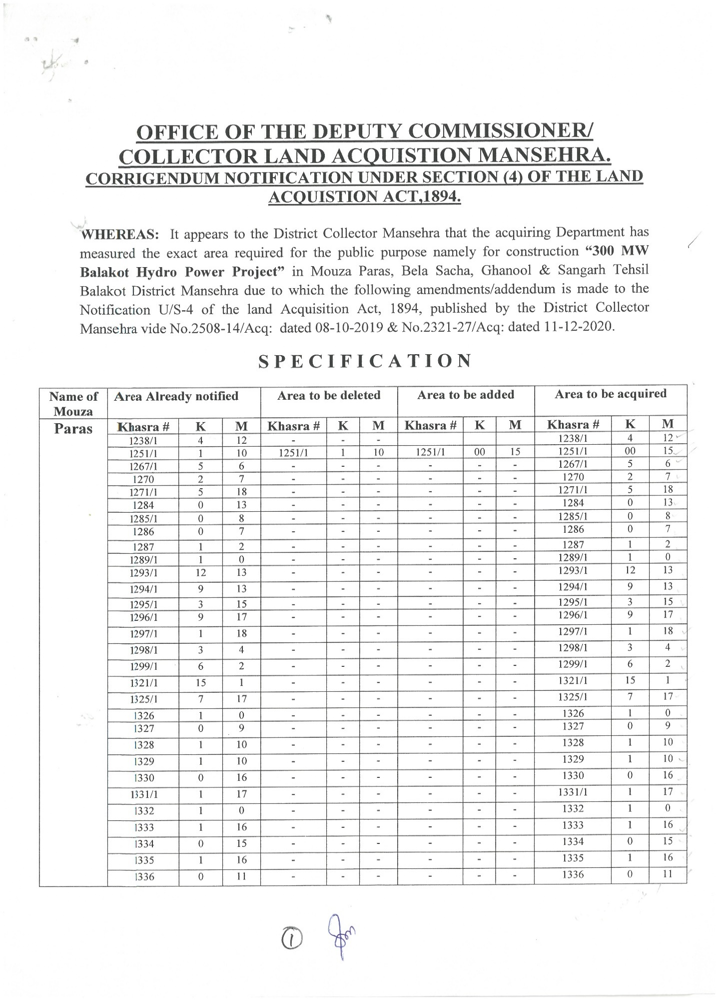 OFFICE OF THE DEPUTY COMMISSIONER/
COLLECTOR LAND ACQUISTION MANSEHRA.
CORRIGENDUM NOTIFICATION UNDER SECTION (4) OF THE LAND
ACQUISTION ACT,1894.
WHEREAS: It appears to the District Collector Mansehra that the acquiring Department has
measured the exact area required for the public purpose namely for construction “300 MW
Balakot Hydro Power Project” in Mouza Paras, Bela Sacha, Ghanool & Sangarh Tehsil
Balakot District Mansehra due to which the following amendments/addendum is made to the
Notification U/S-4 of the land Acquisition Act, 1894, published by the District Collector
Mansehra vide No.2508-14/Acq: dated 08-10-2019 & No.2321-27/Acq: dated 11-12-2020.
SPECIFICATION
Name of Mouza Area Already notified Area to be deleted Area to be added Area to be acquired
Paras Khasra # K M Khasra # K M Khasra # K M Khasra # K M
1238/1 4 12 - - - 1238/1 4 12
1251/1 1 10 1251/1 1 10 1251/1 00 15 1251/1 00 15
1267/1 5 6 - - - - - - 1267/1 5 6
1270 2 7 - - - - - - 1270 2 7
1271/1 5 18 - - - - - - 1271/1 5 18
1284 0 13 - - - - - - 1284 0 13
1285/1 0 8 - - - - - - 1285/1 0 8
1286 0 7 - - - - - - 1286 0 7
1287 1 2 - - - - - - 1287 1 2
1289/1 1 0 - - - - - - 1289/1 1 0
1293/1 12 13 - - - - - - 1293/1 12 13
1294/1 9 13 - - - - - - 1294/1 9 13
1295/1 3 15 - - - - - - 1295/1 3 15
1296/1 9 17 - - - - - - 1296/1 9 17
1297/1 1 18 - - - - - - 1297/1 1 18
1298/1 3 4 - - - - - - 1298/1 3 4
1299/1 6 2 - - - - - - 1299/1 6 2
1321/1 15 1 - - - - - - 1321/1 15 1
1325/1 7 17 - - - - - - 1325/1 7 17
1326 1 0 - - - - - - 1326 1 0
1327 0 9 - - - - - - 1327 0 9
1328 1 10 - - - - - - 1328 1 10
1329 1 10 - - - - - - 1329 1 10
1330 0 16 - - - - - - 1330 0 16
1331/1 1 17 - - - - - - 1331/1 1 17
1332 1 0 - - - - - - 1332 1 0
1333 1 16 - - - - - - 1333 1 16
1334 0 15 - - - - - - 1334 0 15
1335 1 16 - - - - - - 1335 1 16
1336 0 11 - - - - - - 1336 0 11
1